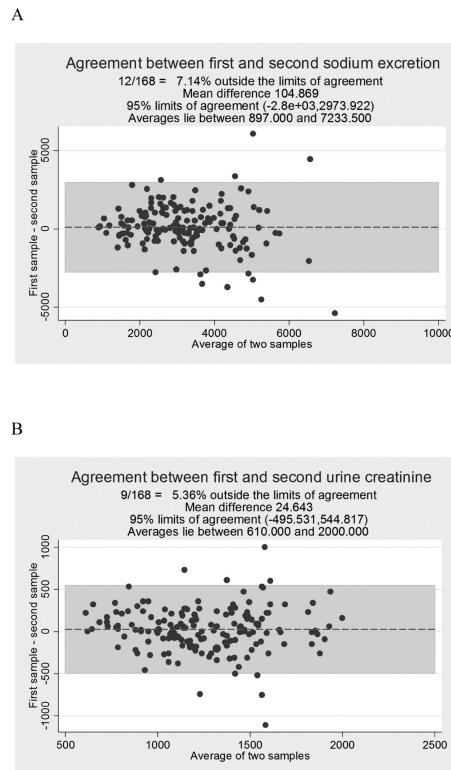 A
Agreement between first and second sodium excretion
12/168 = 7.14% outside the limits of agreement
Mean difference 104.869
95% limits of agreement (-2.8e+03,2973.922)
Averages lie between 897.000 and 7233.500
First sample - second sample
5000
0
-5000
0 2000 4000 6000 8000 10000
Average of two samples
B
Agreement between first and second urine creatinine
9/168 = 5.36% outside the limits of agreement
Mean difference 24.643
95% limits of agreement (-495.531,544.817)
Averages lie between 610.000 and 2000.000
First sample - second sample
1000
500
0
-500
-1000
500 1000 1500 2000 2500
Average of two samples